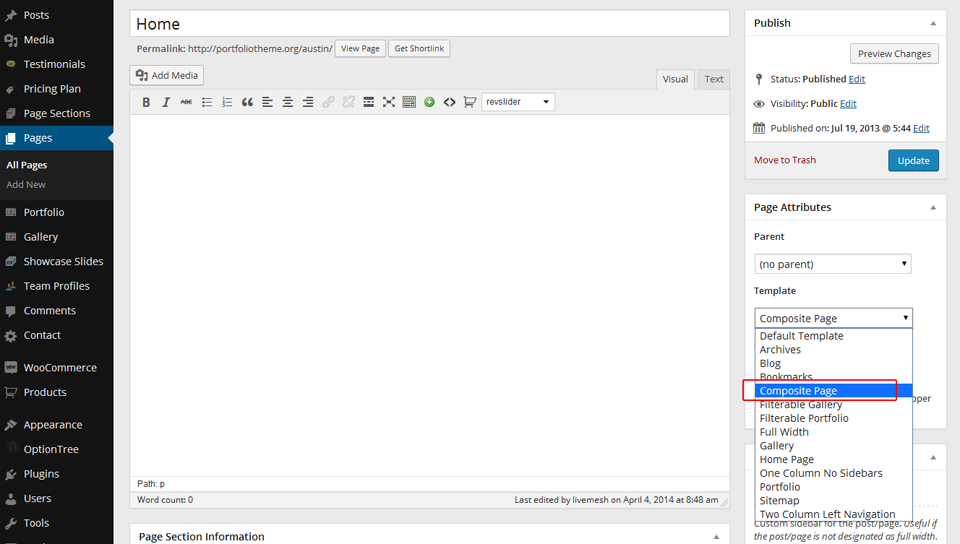 Posts
Media
Testimonials
Pricing Plan
Page Sections
Pages
All Pages
Add New
Portfolio
Gallery
Showcase Slides
Team Profiles
Comments
Contact
WooCommerce
Products
Appearance
OptionTree
Plugins
Users
Tools
Home
Permalink: http://portfoliotheme.org/austin/ View Page Get Shortlink
Add Media
Visual Text
B I ABC revslider
Path: p
Word count: 0 Last edited by livemesh on April 4, 2014 at 8:48 am
Page Section Information
Publish
Preview Changes
Status: Published Edit
Visibility: Public Edit
Published on: Jul 19, 2013 @ 5:44 Edit
Move to Trash Update
Page Attributes
Parent
(no parent)
Template
Composite Page
Default Template
Archives
Blog
Bookmarks
Composite Page
Filterable Gallery
Filterable Portfolio
Full Width
Gallery
Home Page
One Column No Sidebars
Portfolio
Sitemap
Two Column Left Navigation
Custom sidebar for the post/page. Useful if
the post/page is not designated as full width.